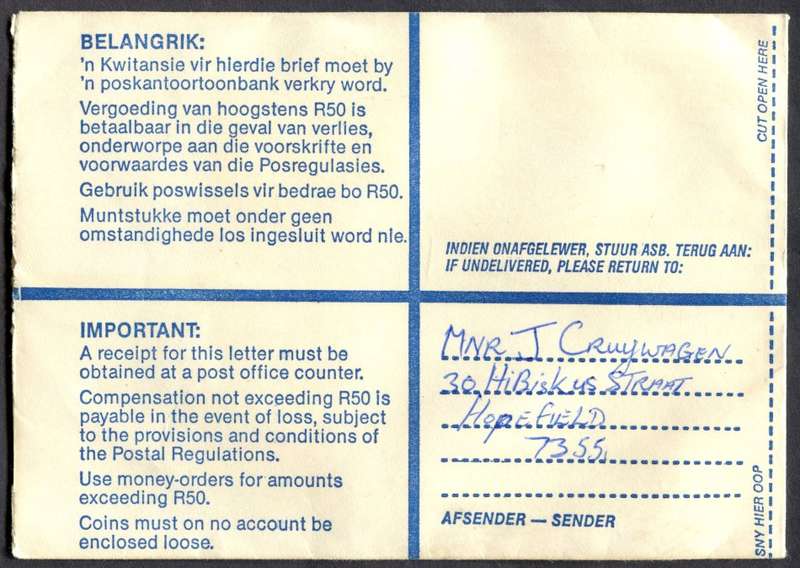 BELANGRIK:
'n Kwitansie vir hierdie brief moet by
'n poskantoortoonbank verkry word.
Vergoeding van hoogstens R50 is
betaalbaar in die geval van verlies,
onderworpe aan die voorskrifte en
voorwaardes van die Posregulasies.
Gebruik poswissels vir bedrae bo R50.
Muntstukke moet onder geen
omstandighede los ingesluit word nie.
CUT OPEN HERE
INDIEN ONAFGELEWER, STUUR ASB. TERUG AAN:
IF UNDELIVERED, PLEASE RETURN TO:
IMPORTANT:
A receipt for this letter must be
obtained at a post office counter.
Compensation not exceeding R50 is
payable in the event of loss, subject
to the provisions and conditions of
the Postal Regulations.
Use money-orders for amounts
exceeding R50.
Coins must on no account be
enclosed loose.
MNR J CRUYWAGEN
30 HiBiskus STRAAT
HOPEFIELD
7355.
AFSENDER — SENDER
SNY HIER OOP